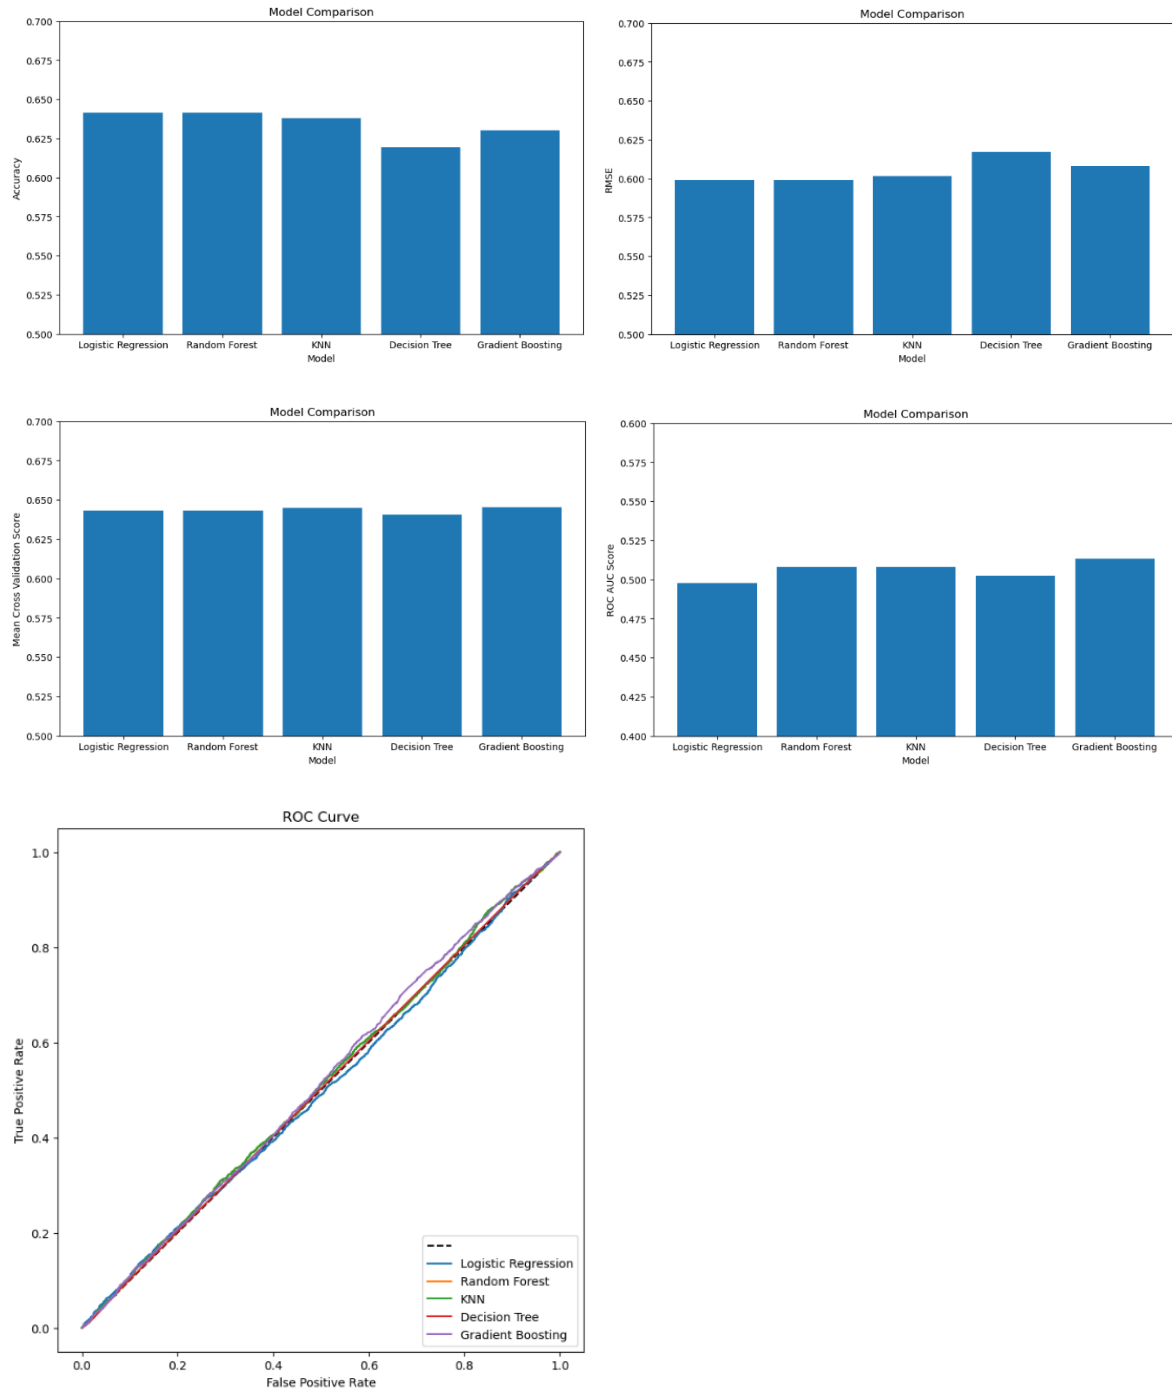 Model Comparison
0.700
0.675
0.650
0.625
0.600
0.575
0.550
0.525
0.500
Accuracy
Logistic Regression Random Forest KNN Decision Tree Gradient Boosting
Model
Model Comparison
0.700
0.675
0.650
0.625
0.600
0.575
0.550
0.525
0.500
RMSE
Logistic Regression Random Forest KNN Decision Tree Gradient Boosting
Model
Model Comparison
0.700
0.675
0.650
0.625
0.600
0.575
0.550
0.525
0.500
Mean Cross Validation Score
Logistic Regression Random Forest KNN Decision Tree Gradient Boosting
Model
Model Comparison
0.600
0.575
0.550
0.525
0.500
0.475
0.450
0.425
0.400
ROC AUC Score
Logistic Regression Random Forest KNN Decision Tree Gradient Boosting
Model
ROC Curve
1.0
0.8
0.6
0.4
0.2
0.0
True Positive Rate
Logistic Regression
Random Forest
KNN
Decision Tree
Gradient Boosting
0.0 0.2 0.4 0.6 0.8 1.0
False Positive Rate